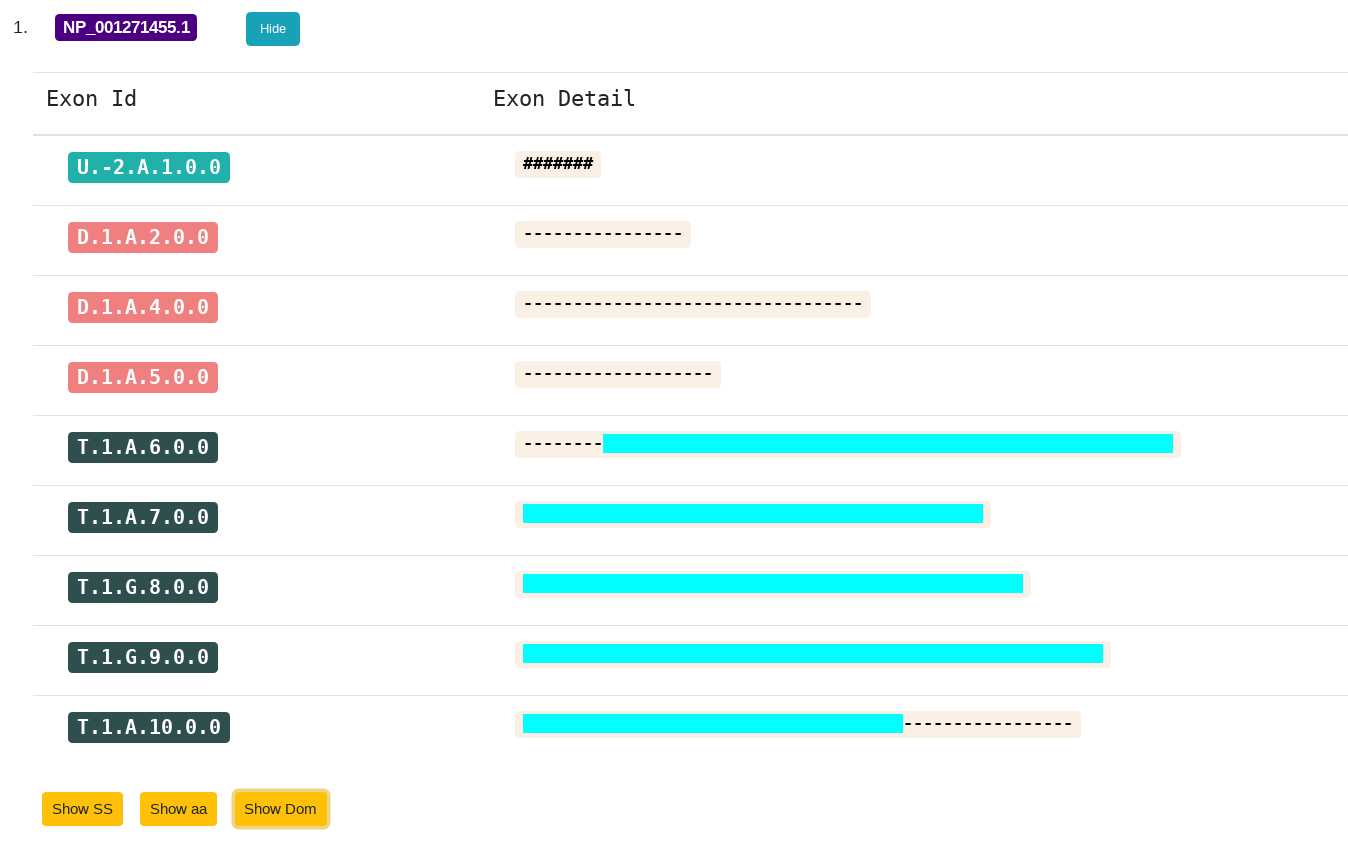 1. NP_001271455.1 Hide
Exon Id Exon Detail
U.-2.A.1.0.0 #######
D.1.A.2.0.0 ----------------
D.1.A.4.0.0 ----------------------------------
D.1.A.5.0.0 -------------------
T.1.A.6.0.0 --------
T.1.A.7.0.0
T.1.G.8.0.0
T.1.G.9.0.0
T.1.A.10.0.0 -----------------
Show SS Show aa Show Dom